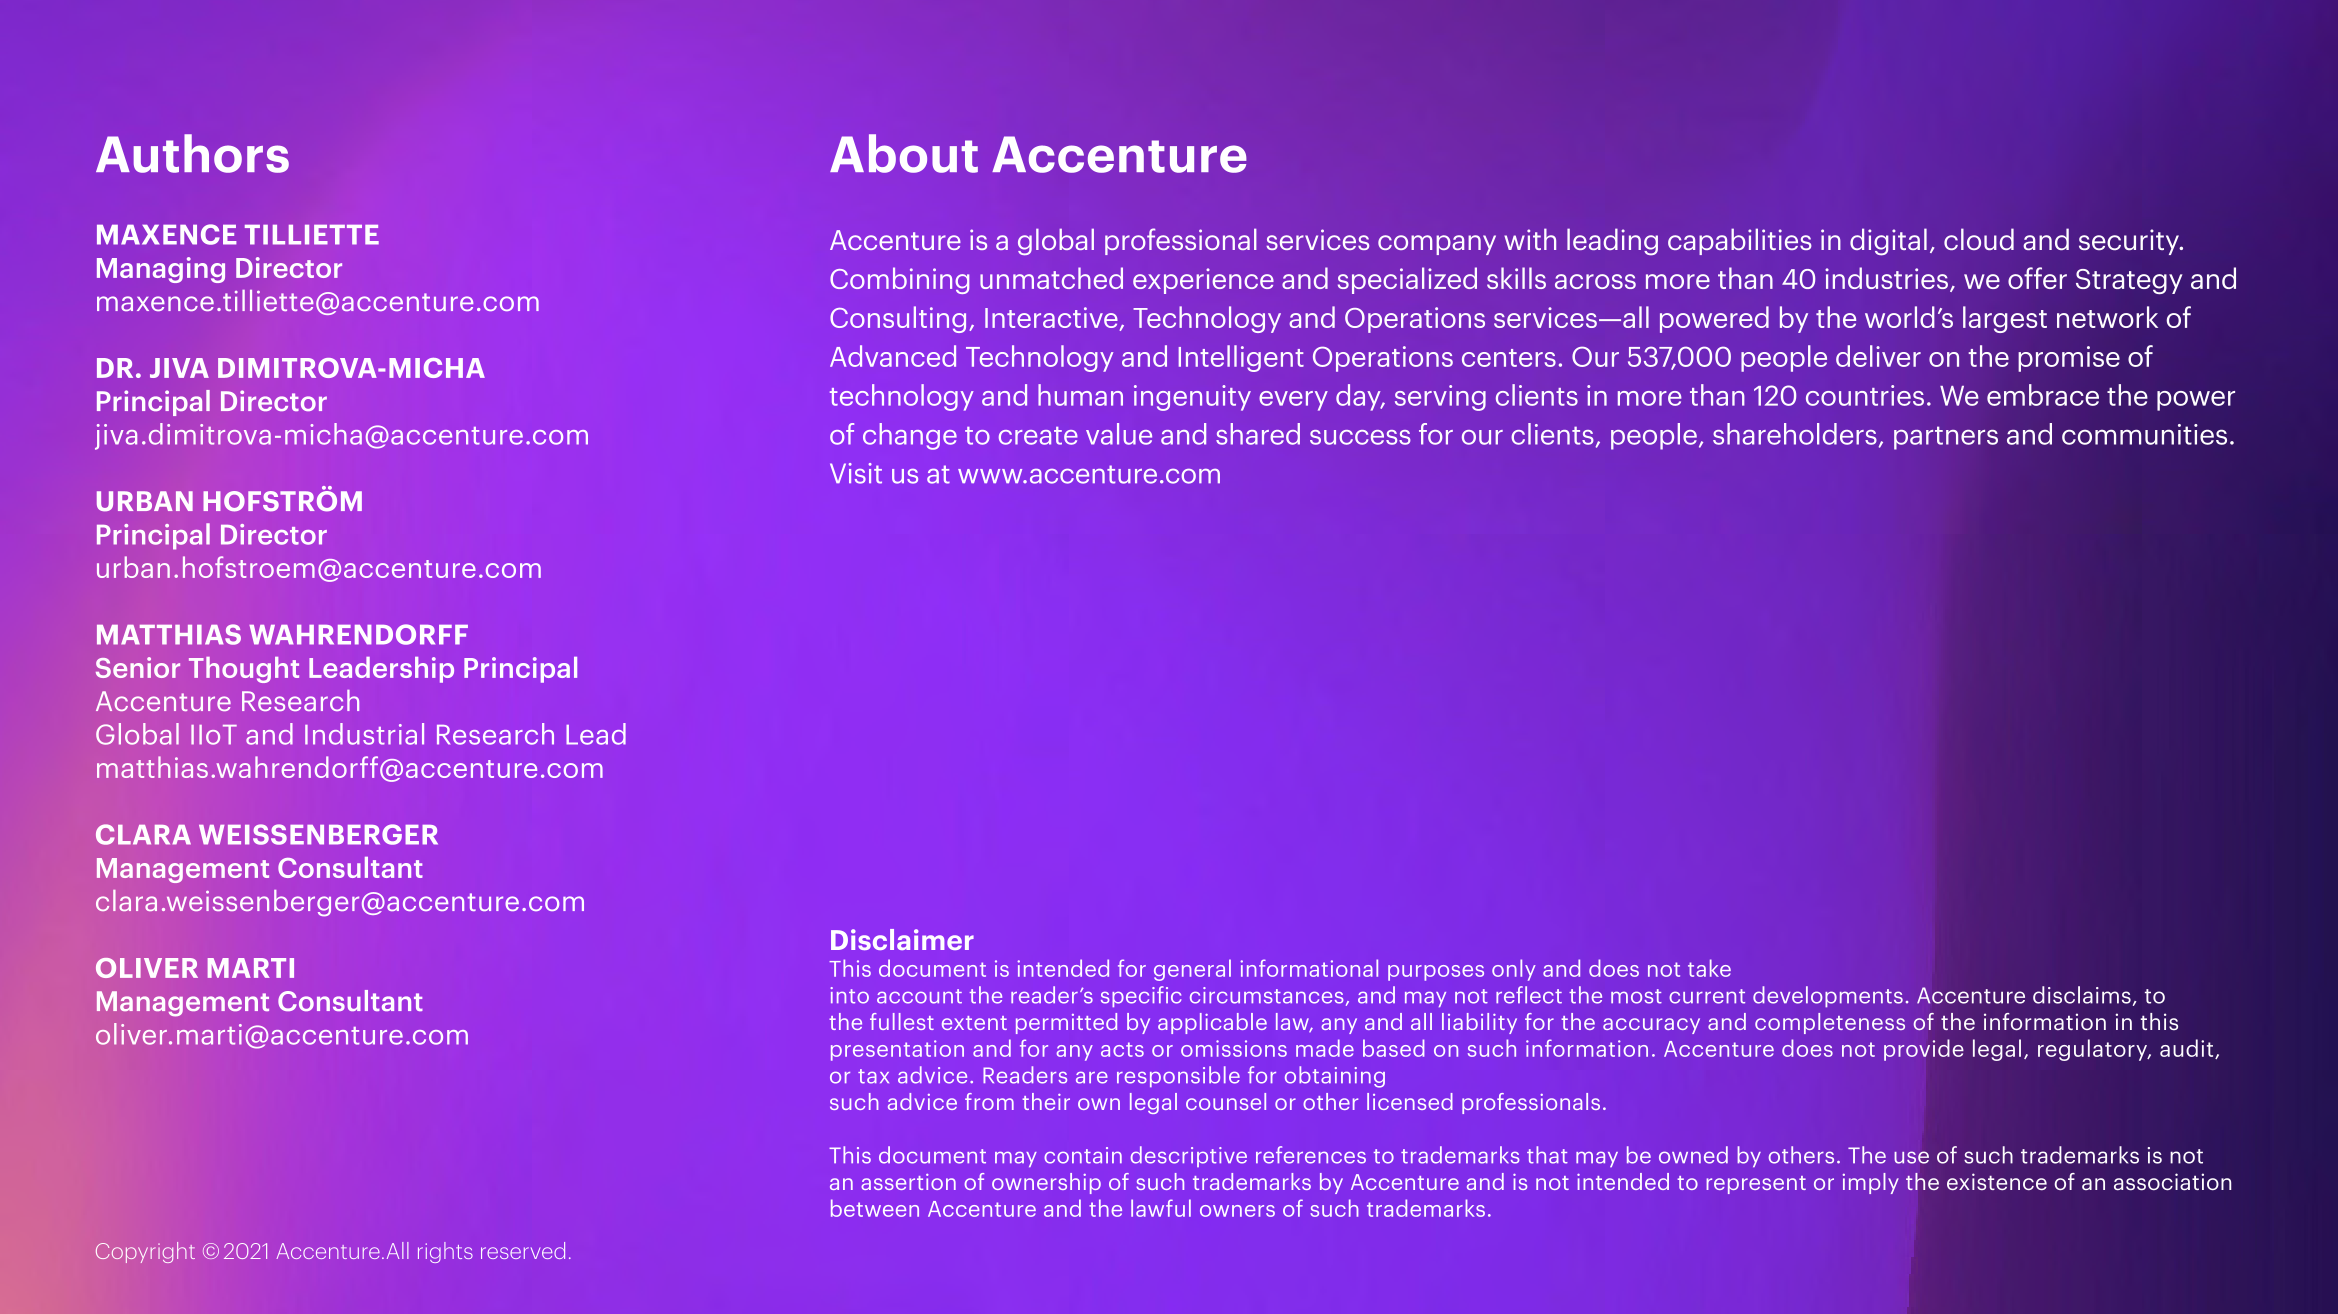 Authors
MAXENCE TILLIETTE
Managing Director
maxence.tilliette@accenture.com
DR. JIVA DIMITROVA-MICHA
Principal Director
jiva.dimitrova-micha@accenture.com
URBAN HOFSTRÖM
Principal Director
urban.hofstroem@accenture.com
MATTHIAS WAHRENDORFF
Senior Thought Leadership Principal
Accenture Research
Global IIoT and Industrial Research Lead
matthias.wahrendorff@accenture.com
CLARA WEISSENBERGER
Management Consultant
clara.weissenberger@accenture.com
OLIVER MARTI
Management Consultant
oliver.marti@accenture.com
Copyright © 2021 Accenture.All rights reserved.
About Accenture
Accenture is a global professional services company with leading capabilities in digital, cloud and security.
Combining unmatched experience and specialized skills across more than 40 industries, we offer Strategy and
Consulting, Interactive, Technology and Operations services—all powered by the world’s largest network of
Advanced Technology and Intelligent Operations centers. Our 537,000 people deliver on the promise of
technology and human ingenuity every day, serving clients in more than 120 countries. We embrace the power
of change to create value and shared success for our clients, people, shareholders, partners and communities.
Visit us at www.accenture.com
Disclaimer
This document is intended for general informational purposes only and does not take
into account the reader’s specific circumstances, and may not reflect the most current developments. Accenture disclaims, to
the fullest extent permitted by applicable law, any and all liability for the accuracy and completeness of the information in this
presentation and for any acts or omissions made based on such information. Accenture does not provide legal, regulatory, audit,
or tax advice. Readers are responsible for obtaining
such advice from their own legal counsel or other licensed professionals.
This document may contain descriptive references to trademarks that may be owned by others. The use of such trademarks is not
an assertion of ownership of such trademarks by Accenture and is not intended to represent or imply the existence of an association
between Accenture and the lawful owners of such trademarks.